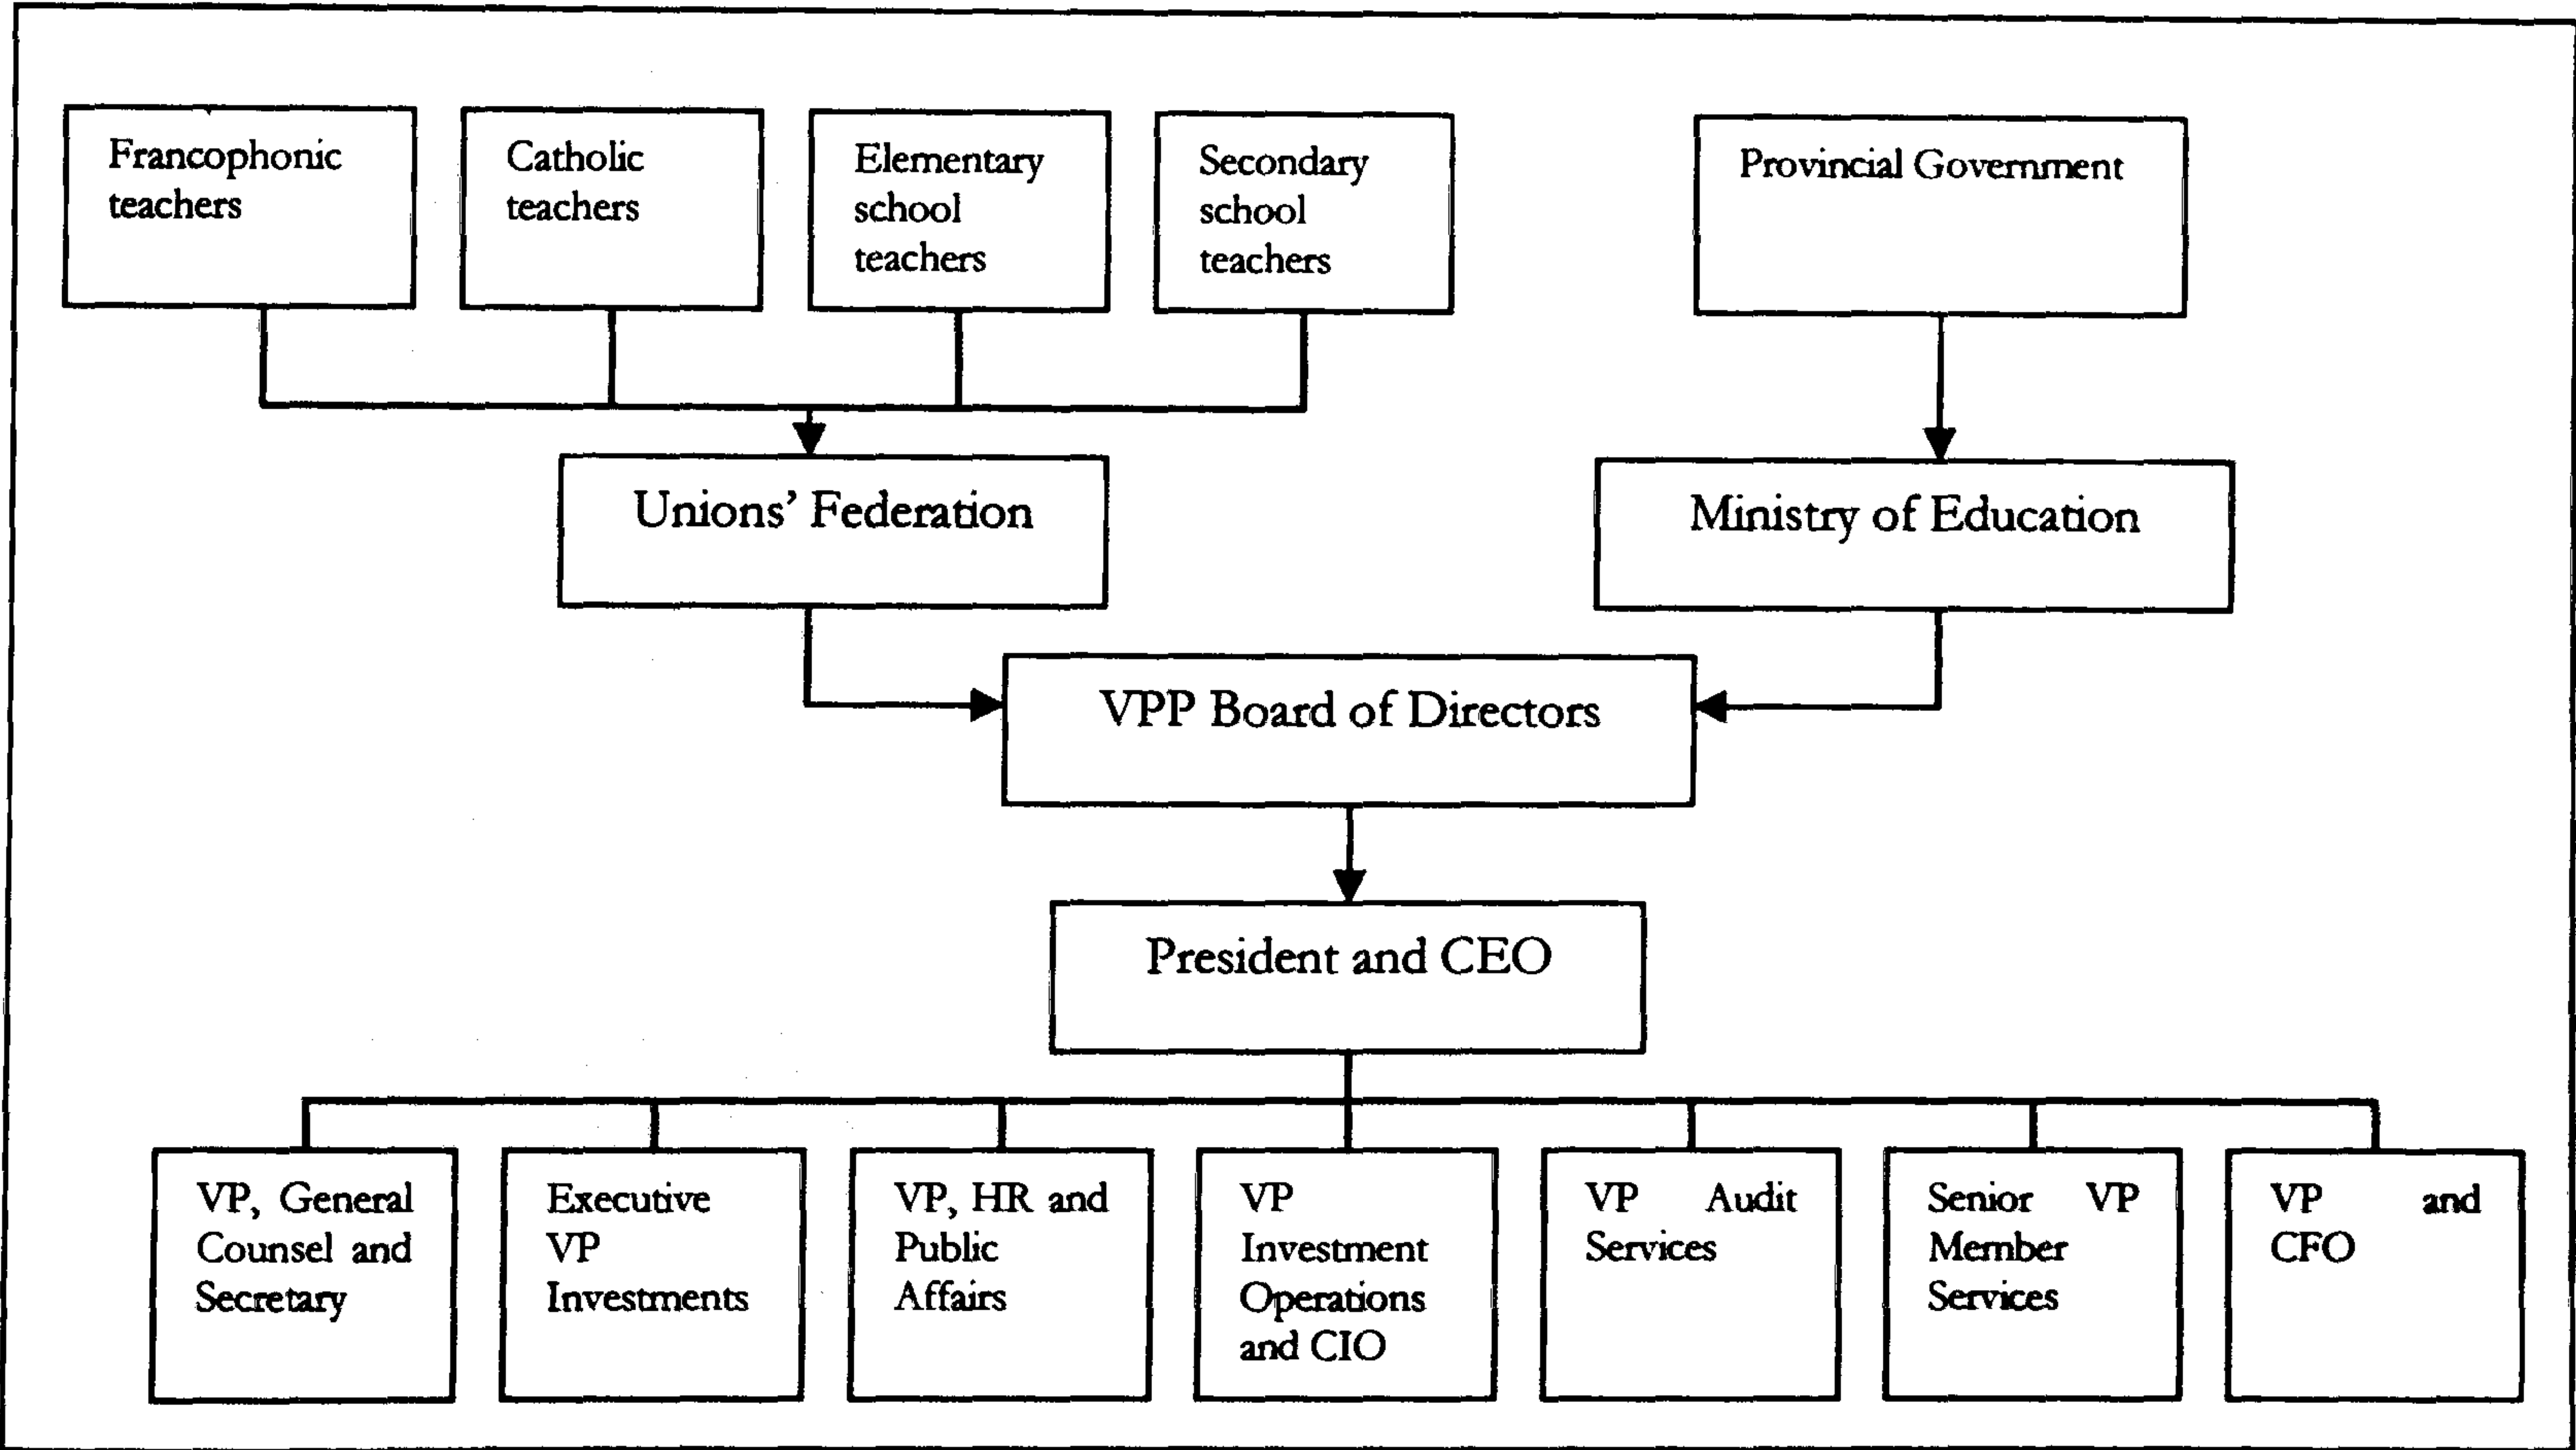 Francophonic
teachers
Catholic
teachers
Elementary
school
teachers
Secondary
school
teachers
Provincial Government
Unions’ Federation
Ministry of Education
VPP Board of Directors
President and CEO
VP, General
Counsel and
Secretary
Executive
VP
Investments
VP, HR and
Public
Affairs
VP
Investment
Operations
and CIO
VP Audit
Services
Senior VP
Member
Services
VP and
CFO